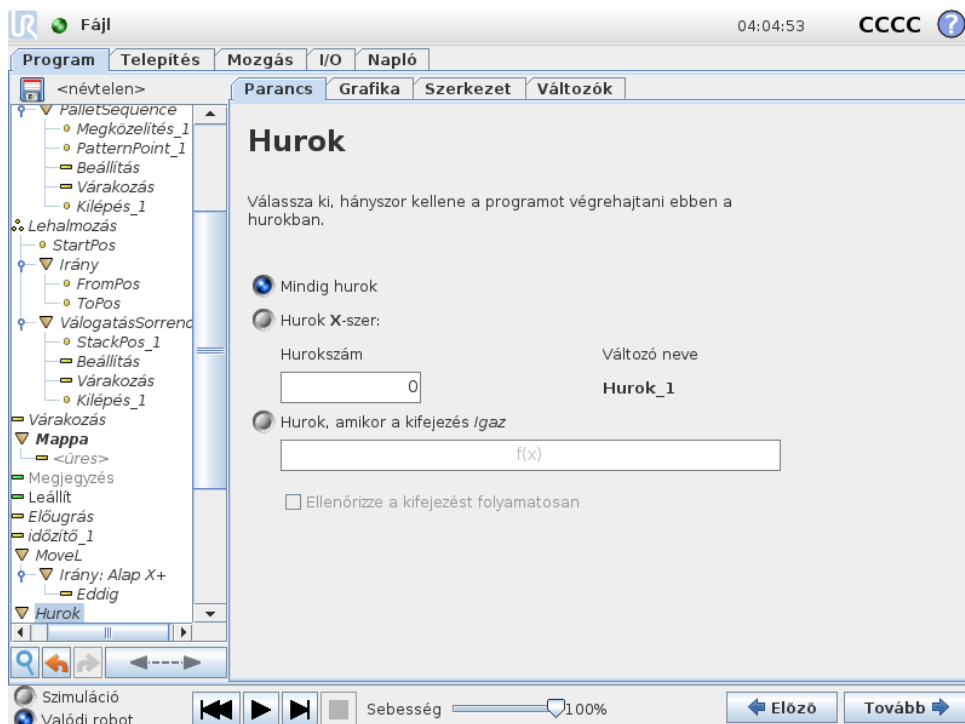 UR Fájl 04:04:53 CCCC ?
Program Telepítés Mozgás I/O Napló
<névtelen>
Parancs Grafika Szerkezet Változók
PalletSequence
Megközelítés_1
PatternPoint_1
Beállítás
Várakozás
Kilépés_1
Lehalmozás
StartPos
Irány
FromPos
ToPos
VálogatásSorrend
StackPos_1
Beállítás
Várakozás
Kilépés_1
Várakozás
Mappa
<üres>
Megjegyzés
Leállít
Előugrás
időzítő_1
MoveL
Irány: Alap X+
Eddig
Hurok
Hurok
Válassza ki, hányszor kellene a programot végrehajtani ebben a
hurokban.
Mindig hurok
Hurok X-szer:
Hurokszám Változó neve
0 Hurok_1
Hurok, amikor a kifejezés Igaz
f(x)
Ellenőrizze a kifejezést folyamatosan
Szimuláció
Valódi robot
Sebesség 100%
Előző Tovább